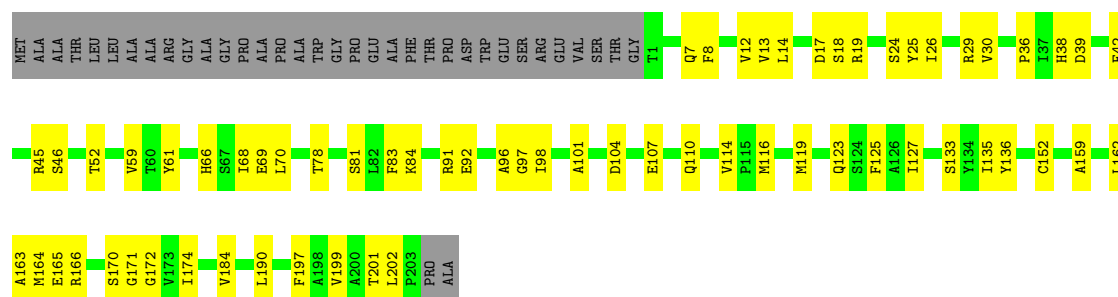 MET ALA ALA THR LEU LEU ALA ALA ARG GLY ALA GLY PRO ALA PRO ALA TRP GLY PRO GLU ALA PHE THR PRO ASP TRP GLU SER ARG GLU VAL SER THR GLY T1 Q7 F8 V12 V13 L14 D17 S18 R19 S24 Y25 I26 R29 V30 P36 I37 H38 D39
R45 S46 T52 V59 T60 Y61 H66 S67 I68 E69 L70 T78 S81 L82 F83 K84 R91 E92 A96 G97 I98 A101 D104 E107 Q110 V114 P115 M116 M119 Q123 S124 F125 A126 I127 S133 Y134 I135 Y136 C152 A159
A163 M164 E165 R166 S170 G171 G172 V173 I174 V184 L190 F197 A198 V199 A200 T201 L202 P203 PRO ALA